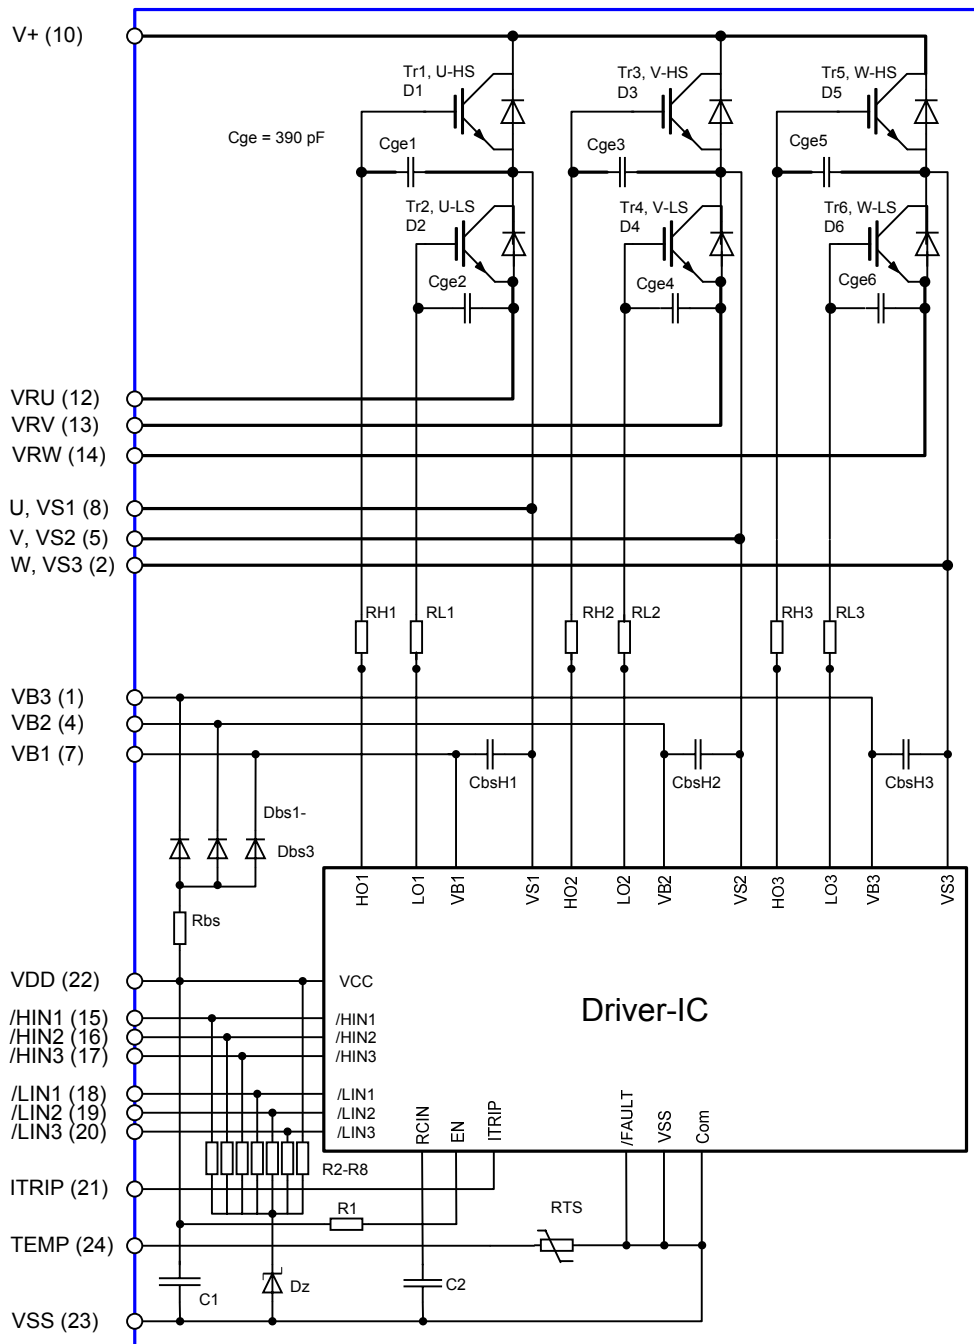 V+ (10)
Tr1, U-HS
D1
Tr3, V-HS
D3
Tr5, W-HS
D5
Cge = 390 pF
Cge1
Cge3
Cge5
Tr2, U-LS
D2
Tr4, V-LS
D4
Tr6, W-LS
D6
Cge2
Cge4
Cge6
VRU (12)
VRV (13)
VRW (14)
U, VS1 (8)
V, VS2 (5)
W, VS3 (2)
RH1
RL1
RH2
RL2
RH3
RL3
VB3 (1)
VB2 (4)
VB1 (7)
CbsH1
CbsH2
CbsH3
Dbs1-
Dbs3
Rbs
HO1
LO1
VB1
VS1
HO2
LO2
VB2
VS2
HO3
LO3
VB3
VS3
VDD (22)
VCC
Driver-IC
/HIN1 (15)
/HIN1
/HIN2 (16)
/HIN2
/HIN3 (17)
/HIN3
/LIN1 (18)
/LIN1
/LIN2 (19)
/LIN2
/LIN3 (20)
/LIN3
RCIN
EN
ITRIP
/FAULT
VSS
Com
R2-R8
ITRIP (21)
R1
RTS
TEMP (24)
C1
Dz
C2
VSS (23)